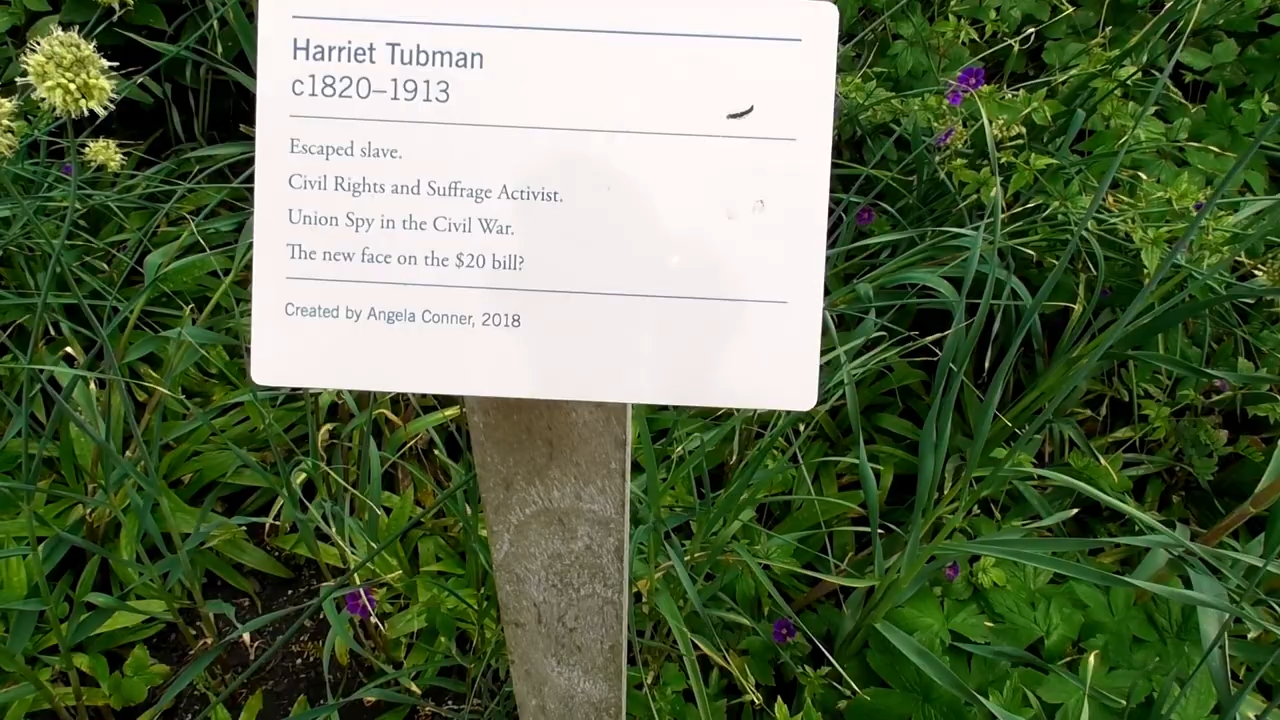 Harriet Tubman
c1820–1913
Escaped slave.
Civil Rights and Suffrage Activist.
Union Spy in the Civil War.
The new face on the $20 bill?
Created by Angela Conner, 2018